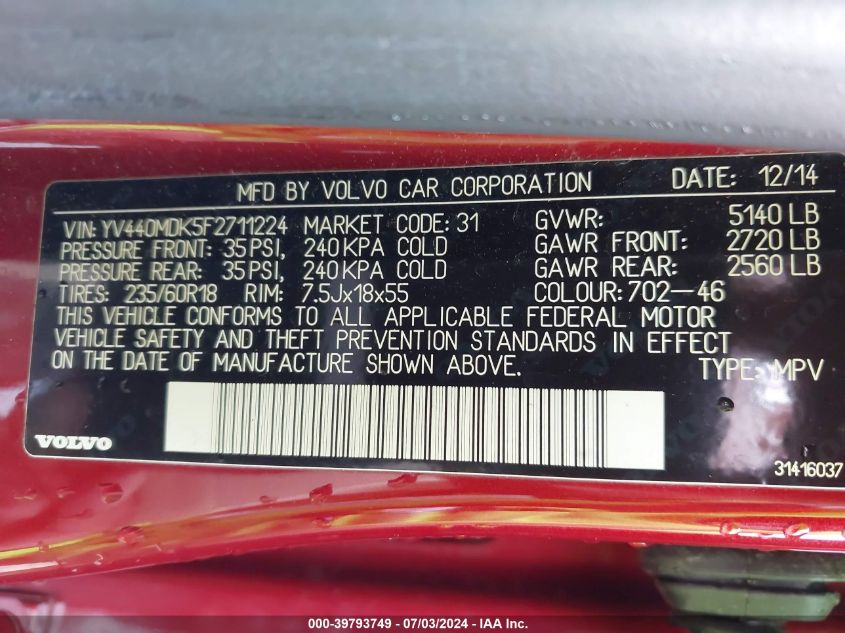 MFD BY VOLVO CAR CORPORATION DATE: 12/14
VIN: YV440MDK5F2711224 MARKET CODE: 31 GVWR: 5140 LB
PRESSURE FRONT: 35 PSI, 240 KPA COLD GAWR FRONT: 2720 LB
PRESSURE REAR: 35 PSI, 240 KPA COLD GAWR REAR: 2560 LB
TIRES: 235/60R18 RIM: 7.5Jx18x55 COLOUR: 702-46
THIS VEHICLE CONFORMS TO ALL APPLICABLE FEDERAL MOTOR
VEHICLE SAFETY AND THEFT PREVENTION STANDARDS IN EFFECT
ON THE DATE OF MANUFACTURE SHOWN ABOVE. TYPE: MPV
VOLVO 31416037
000-39793749 - 07/03/2024 - IAA Inc.